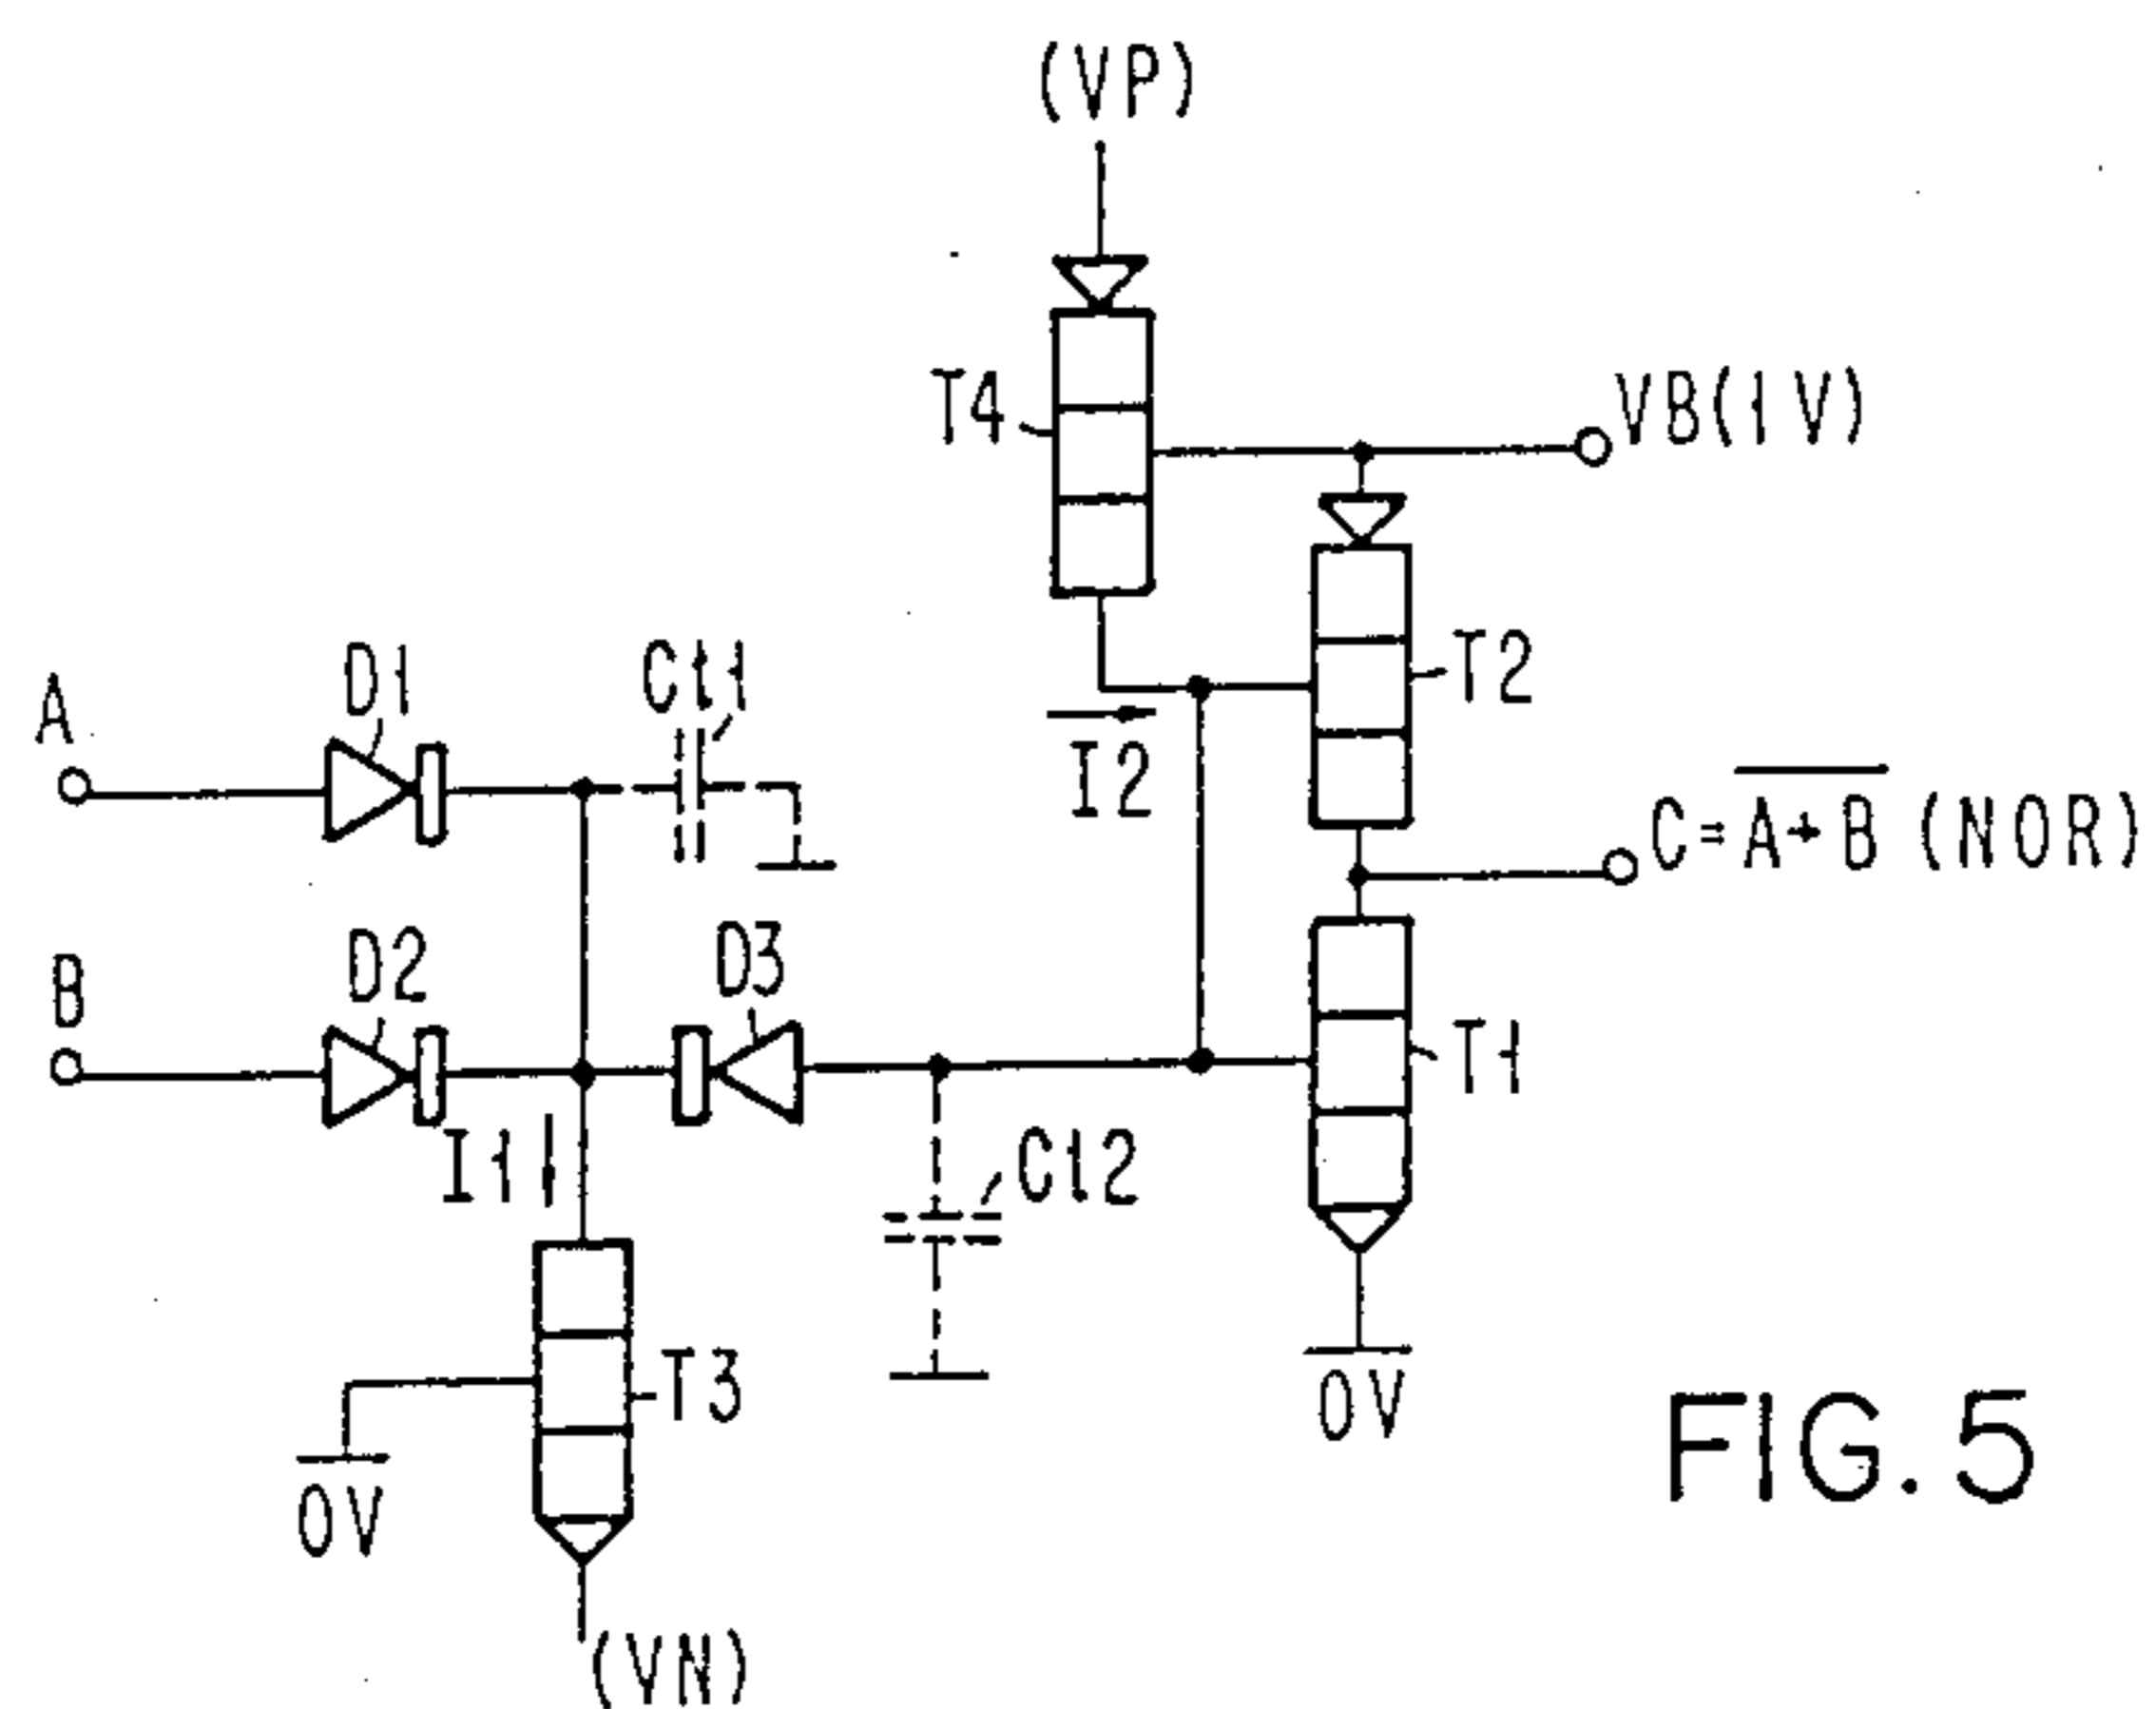 (VP)
T4
VB(1V)
D1
Ct1
A
T2
I2
C=A+B (NOR)
D2
D3
B
T1
I1
Ct2
T3
0V
0V
(VN)
FIG. 5